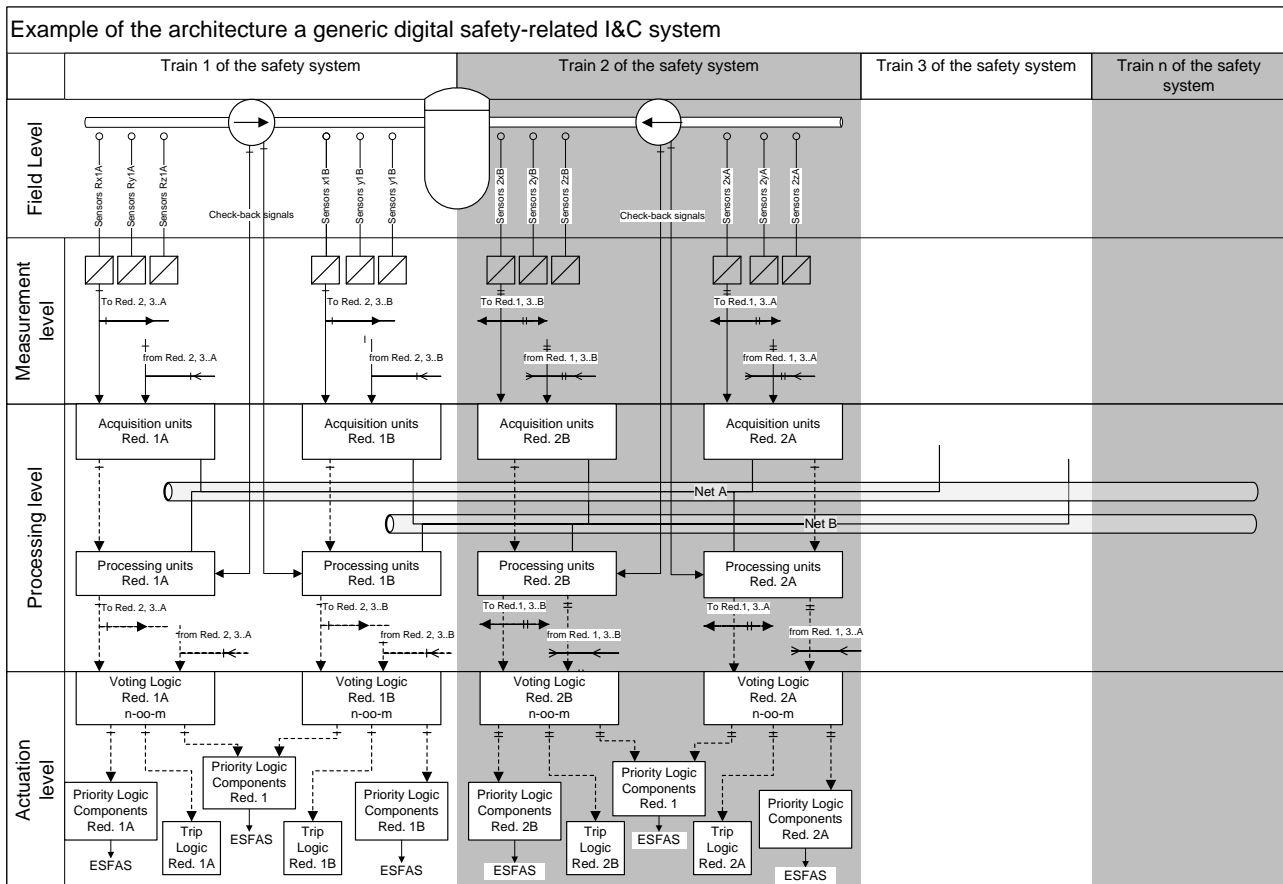 Example of the architecture a generic digital safety-related I&C system
Train 1 of the safety system
Train 2 of the safety system
Train 3 of the safety system
Train n of the safety
system
Field Level
Sensors Rx1A
Sensors Ry1A
Sensors Rz1A
Check-back signals
Sensors x1B
Sensors y1B
Sensors y1B
Sensors 2xB
Sensors 2yB
Sensors 2zB
Check-back signals
Sensors 2xA
Sensors 2yA
Sensors 2zA
Measurement
level
To Red. 2, 3..A
from Red. 2, 3..A
To Red. 2, 3..B
from Red. 2, 3..B
To Red.1, 3..B
from Red. 1, 3..B
To Red.1, 3..A
from Red. 1, 3..A
Processing level
Acquisition units
Red. 1A
Acquisition units
Red. 1B
Acquisition units
Red. 2B
Acquisition units
Red. 2A
Net A
Net B
Processing units
Red. 1A
Processing units
Red. 1B
Processing units
Red. 2B
Processing units
Red. 2A
To Red. 2, 3..A
from Red. 2, 3..A
To Red. 2, 3..B
from Red. 2, 3..B
To Red.1, 3..B
from Red. 1, 3..B
To Red.1, 3..A
from Red. 1, 3..A
Actuation
level
Voting Logic
Red. 1A
n-oo-m
Voting Logic
Red. 1B
n-oo-m
Voting Logic
Red. 2B
n-oo-m
Voting Logic
Red. 2A
n-oo-m
Priority Logic
Components
Red. 1A
ESFAS
Trip
Logic
Red. 1A
Priority Logic
Components
Red. 1
ESFAS
Trip
Logic
Red. 1B
Priority Logic
Components
Red. 1B
ESFAS
Priority Logic
Components
Red. 2B
ESFAS
Trip
Logic
Red. 2B
Priority Logic
Components
Red. 1
ESFAS
Trip
Logic
Red. 2A
Priority Logic
Components
Red. 2A
ESFAS